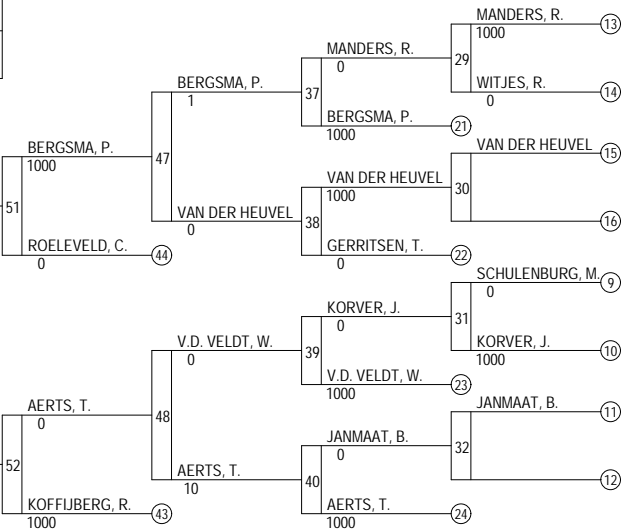 MANDERS, R.
1000
13
MANDERS, R.
0
29
BERGSMA, P.
1
37
WITJES, R.
0
14
BERGSMA, P.
1000
21
BERGSMA, P.
1000
47
VAN DER HEUVEL
15
VAN DER HEUVEL
1000
30
51
VAN DER HEUVEL
0
38
16
ROELEVELD, C.
0
44
GERRITSEN, T.
0
22
SCHULENBURG, M.
0
9
KORVER, J.
0
31
V.D. VELDT, W.
0
39
KORVER, J.
1000
10
V.D. VELDT, W.
1000
23
AERTS, T.
0
48
JANMAAT, B.
11
JANMAAT, B.
0
32
52
AERTS, T.
10
40
12
KOFFIJBERG, R.
1000
43
AERTS, T.
1000
24